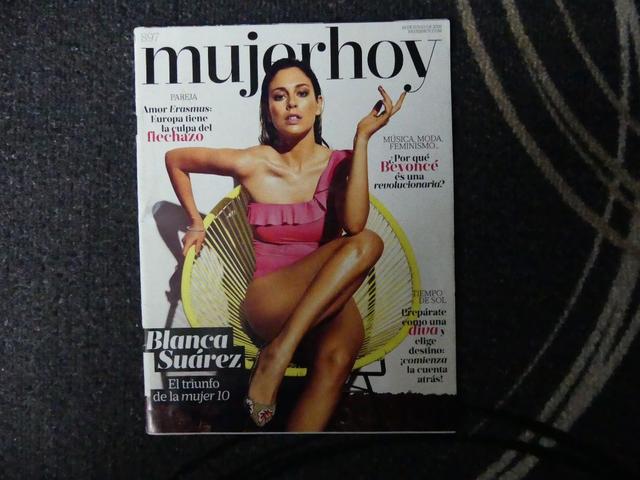 897
mujerhoy
PAREJA
Amor Erasmus:
Europa tiene
la culpa del
flechazo
MÚSICA, MODA,
FEMINISMO...
¿Por qué
Beyoncé
es una
revolucionaria?
TIEMPO
DE SOL
Prepárate
como una
diva y
elige
destino:
¡comienza
la cuenta
atrás!
Blanca
Suárez
El triunfo
de la mujer 10